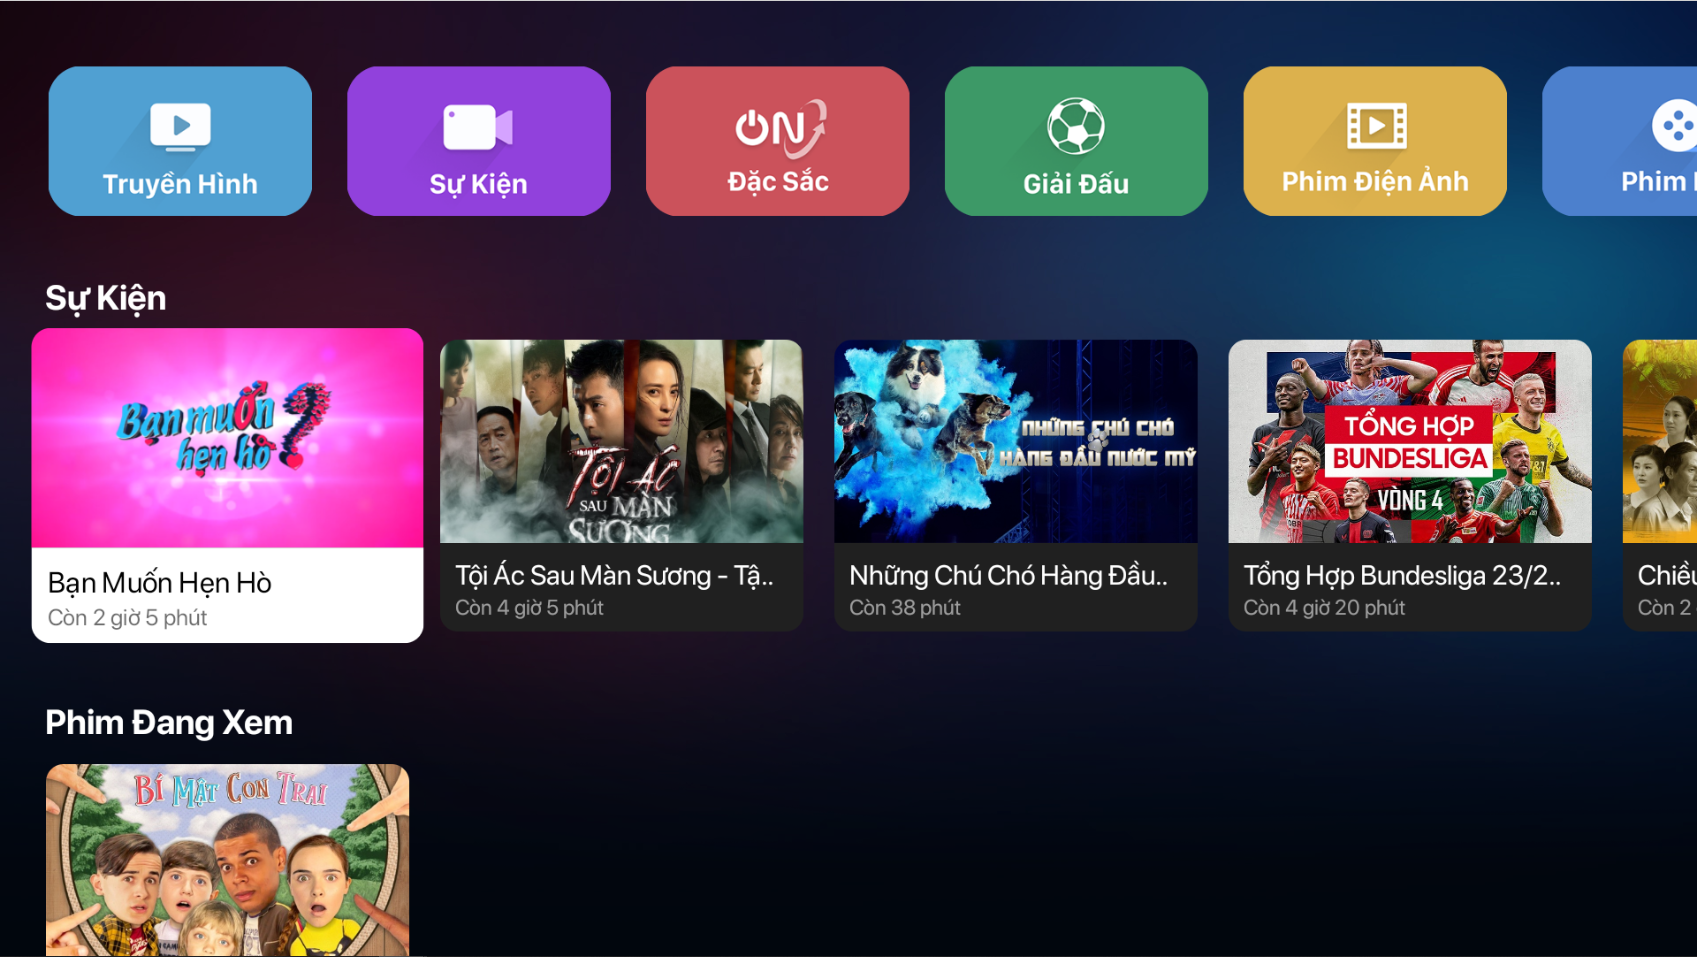 Truyền Hình
Sự Kiện
ON
Đặc Sắc
Giải Đấu
Phim Điện Ảnh
Phim
Sự Kiện
Bạn muốn
hẹn hò ?
TỘI ÁC
SAU MÀN
SƯƠNG
NHỮNG CHÚ CHÓ
HÀNG ĐẦU NƯỚC MỸ
TỔNG HỢP
BUNDESLIGA
VÒNG 4
Bạn Muốn Hẹn Hò
Còn 2 giờ 5 phút
Tội Ác Sau Màn Sương - Tậ..
Còn 4 giờ 5 phút
Những Chú Chó Hàng Đầu..
Còn 38 phút
Tổng Hợp Bundesliga 23/2..
Còn 4 giờ 20 phút
Chiều
Còn 2
Phim Đang Xem
BÍ MẬT CON TRAI